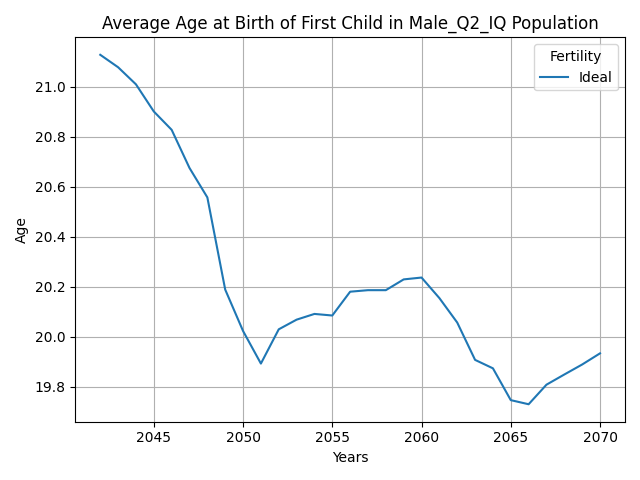 Average Age at Birth of First Child in Male_Q2_IQ Population
Fertility
Ideal
21.0
20.8
20.6
20.4
20.2
20.0
19.8
Age
2045 2050 2055 2060 2065 2070
Years